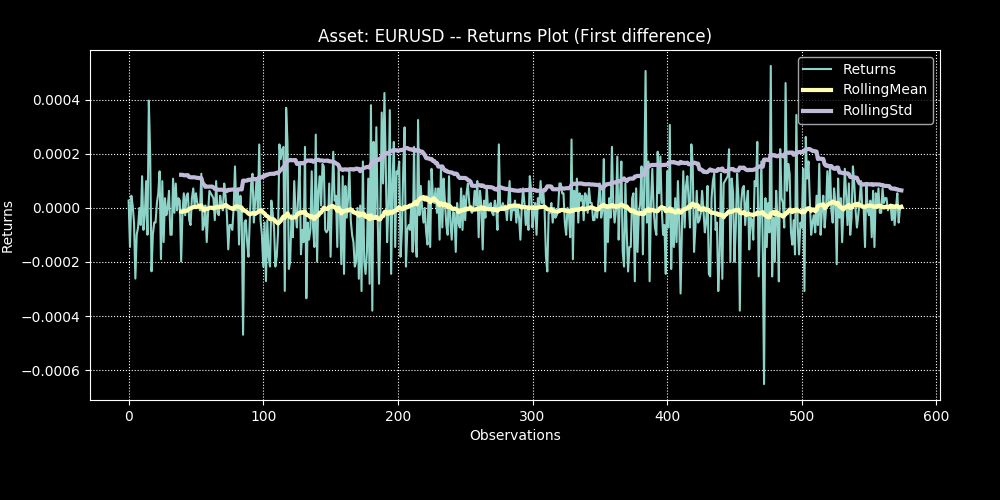 Asset: EURUSD -- Returns Plot (First difference)
Returns
RollingMean
RollingStd
0.0004
0.0002
0.0000
−0.0002
−0.0004
−0.0006
Returns
0 100 200 300 400 500 600
Observations